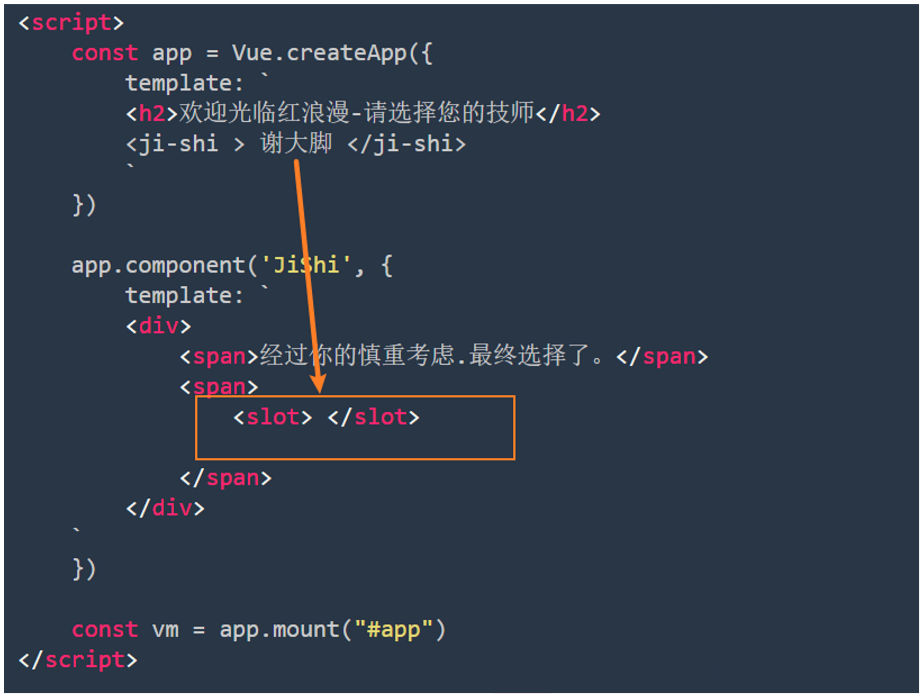 <script>
const app = Vue.createApp({
template: `
<h2>欢迎光临红浪漫-请选择您的技师</h2>
<ji-shi > 谢大脚 </ji-shi>
`
})
app.component('JiShi', {
template: `
<div>
<span>经过你的慎重考虑.最终选择了。</span>
<span>
<slot> </slot>
</span>
</div>
`
})
const vm = app.mount("#app")
</script>